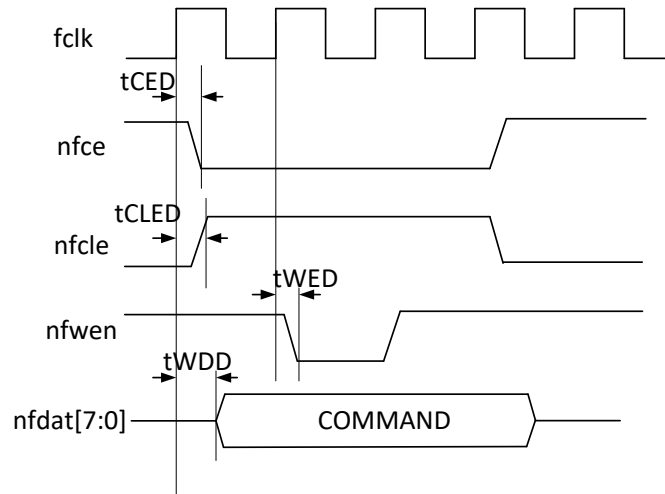 fclk
tCED
nfce
tCLED
nfcle
tWED
nfwen
tWDD
nfdat[7:0]
COMMAND